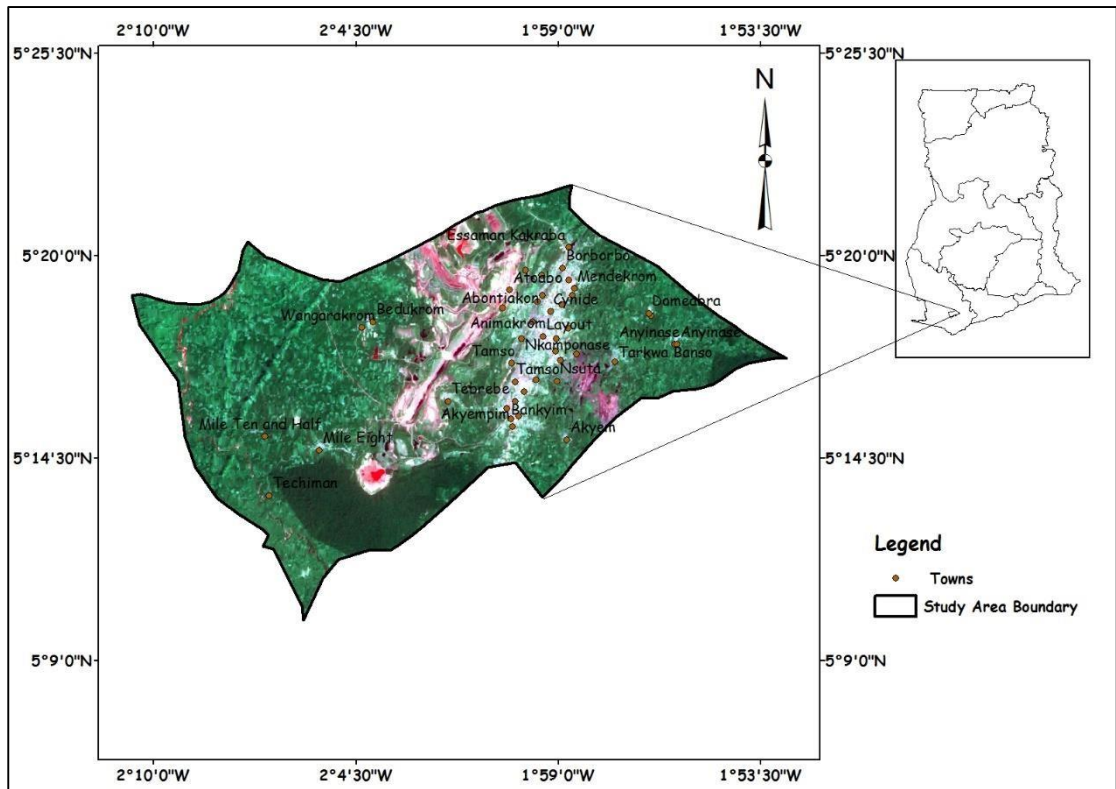 2°10'0"W 2°4'30"W 1°59'0"W 1°53'30"W
5°25'30"N 5°25'30"N
N
Essaman Kakraba
5°20'0"N 5°20'0"N
Borbarbo
Atoabo Mendekrom
Abontiakon Cynide Domeabra
Wangarakrom Bedukrom
Animakrom Layout Anyinase Anyinase
Nkamponase
Tamso Tamso Nsuta Tarkwa Banso
Tebrebe
Akyempim Bankyim
Mile Ten and Half Akyem
Mile Eight
5°14'30"N 5°14'30"N
Techiman
Legend
Towns
Study Area Boundary
5°9'0"N 5°9'0"N
2°10'0"W 2°4'30"W 1°59'0"W 1°53'30"W